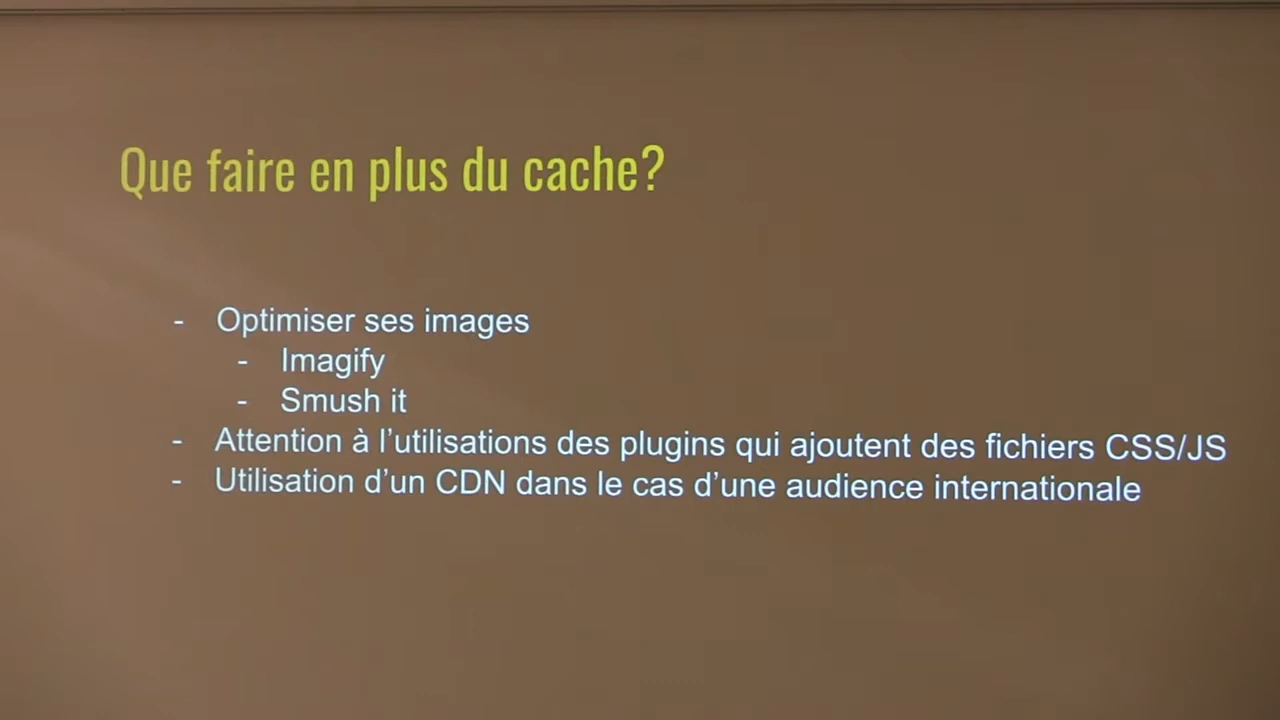 Que faire en plus du cache?
- Optimiser ses images
- Imagify
- Smush it
- Attention à l'utilisations des plugins qui ajoutent des fichiers CSS/JS
- Utilisation d'un CDN dans le cas d'une audience internationale